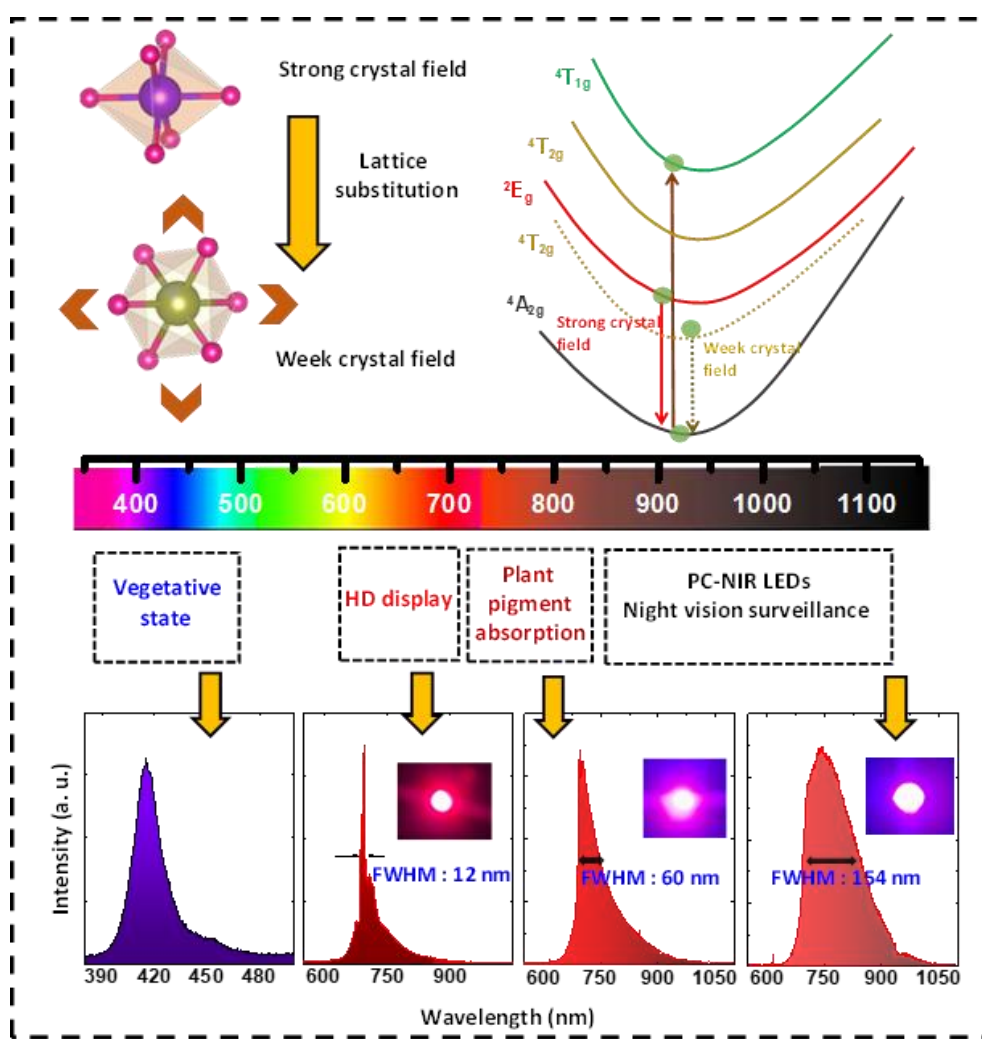 Strong crystal field
Lattice
substitution
Week crystal field
⁴T₁g
⁴T₂g
²Eg
⁴T₂g
⁴A₂g
Strong crystal
field
Week crystal
field
400 500 600 700 800 900 1000 1100
Vegetative
state
HD display
Plant
pigment
absorption
PC-NIR LEDs
Night vision surveillance
Intensity (a. u.)
FWHM : 12 nm
FWHM : 60 nm
FWHM : 154 nm
390 420 450 480
600 750 900
600 750 900 1050
600 750 900 1050
Wavelength (nm)